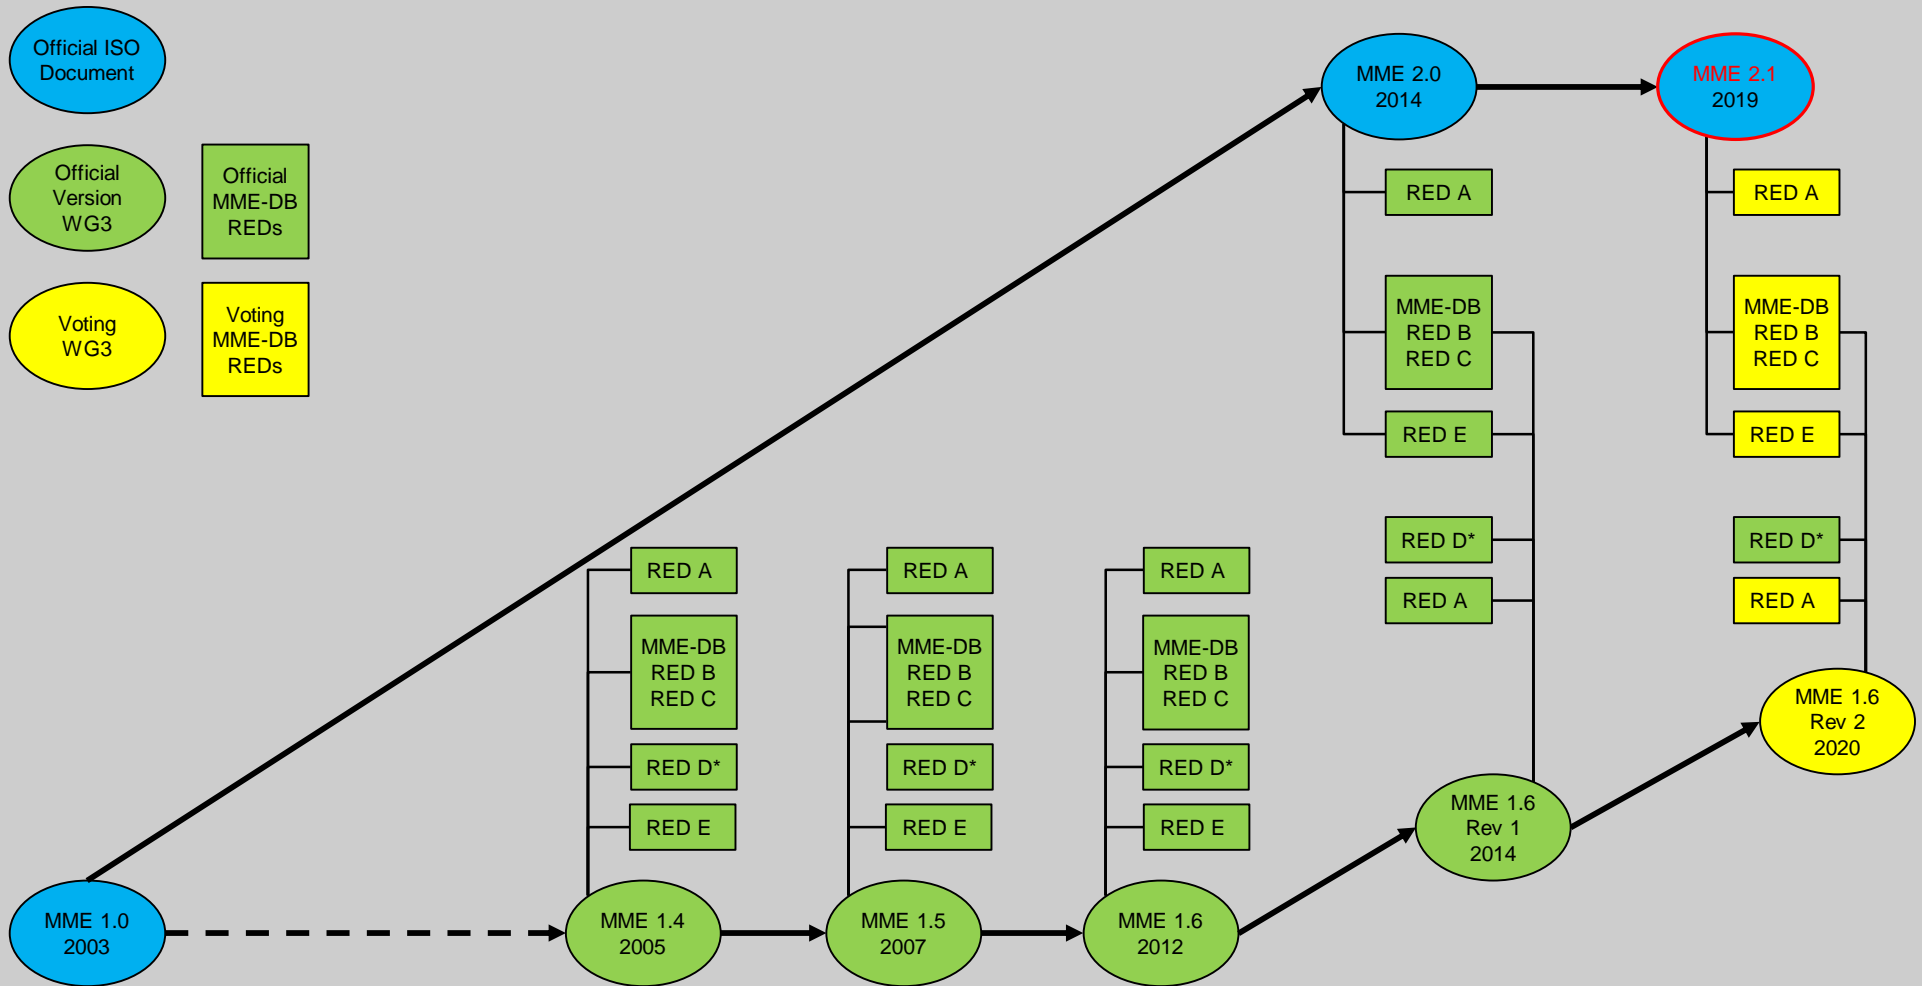 Official ISO
Document
Official
Version
WG3
Official
MME-DB
REDs
Voting
WG3
Voting
MME-DB
REDs
MME 2.0
2014
MME 2.1
2019
RED A
MME-DB
RED B
RED C
RED E
RED D*
RED A
RED A
MME-DB
RED B
RED C
RED E
RED D*
RED A
RED A
MME-DB
RED B
RED C
RED D*
RED E
RED A
MME-DB
RED B
RED C
RED D*
RED E
RED A
MME-DB
RED B
RED C
RED D*
RED E
MME 1.0
2003
MME 1.4
2005
MME 1.5
2007
MME 1.6
2012
MME 1.6
Rev 1
2014
MME 1.6
Rev 2
2020